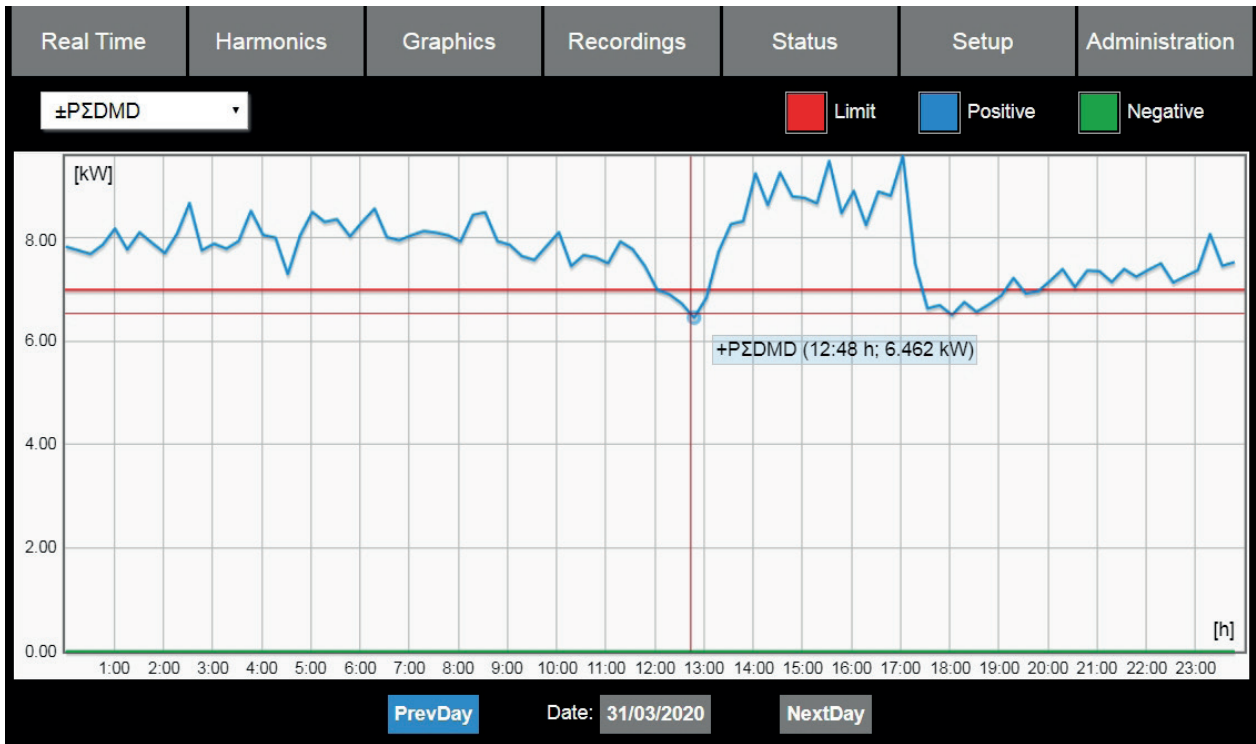 Real Time Harmonics Graphics Recordings Status Setup Administration
±PΣDMD Limit Positive Negative
[kW]
8.00
6.00
+PΣDMD (12:48 h; 6.462 kW)
4.00
2.00
[h]
0.00
1:00 2:00 3:00 4:00 5:00 6:00 7:00 8:00 9:00 10:00 11:00 12:00 13:00 14:00 15:00 16:00 17:00 18:00 19:00 20:00 21:00 22:00 23:00
PrevDay Date: 31/03/2020 NextDay